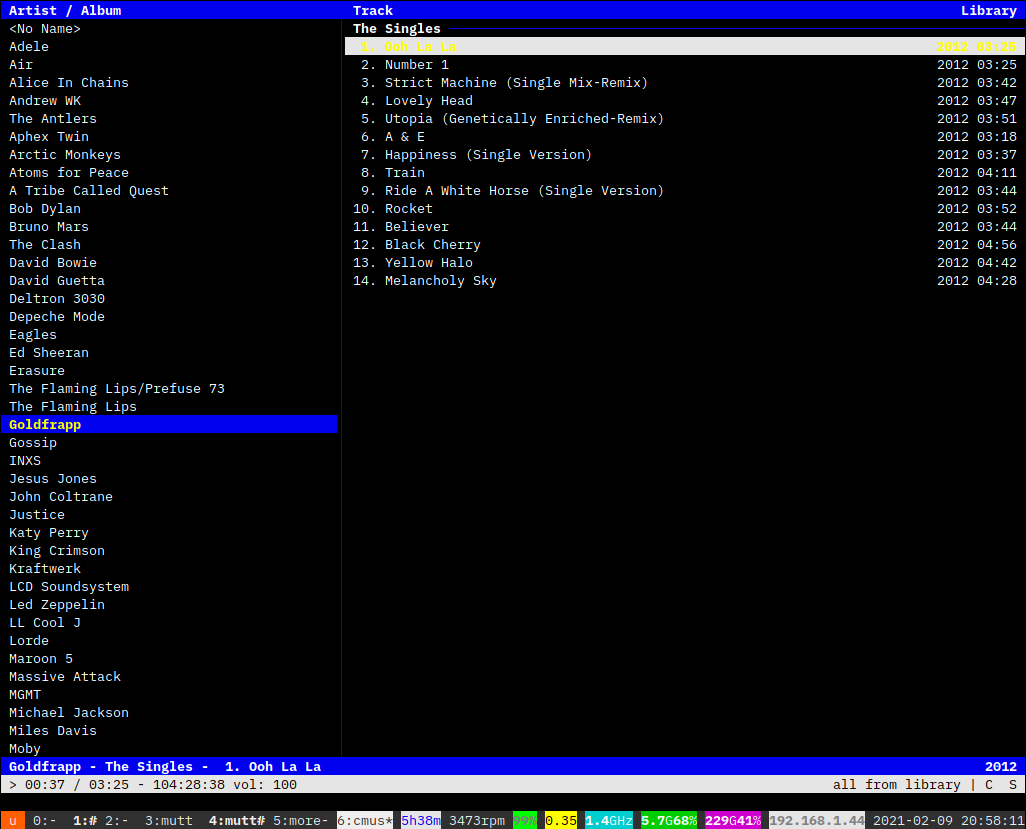 Artist / Album Track Library
<No Name> The Singles
Adele 1. Ooh La La 2012 03:25
Air 2. Number 1 2012 03:25
Alice In Chains 3. Strict Machine (Single Mix-Remix) 2012 03:42
Andrew WK 4. Lovely Head 2012 03:47
The Antlers 5. Utopia (Genetically Enriched-Remix) 2012 03:51
Aphex Twin 6. A & E 2012 03:18
Arctic Monkeys 7. Happiness (Single Version) 2012 03:37
Atoms for Peace 8. Train 2012 04:11
A Tribe Called Quest 9. Ride A White Horse (Single Version) 2012 03:44
Bob Dylan 10. Rocket 2012 03:52
Bruno Mars 11. Believer 2012 03:44
The Clash 12. Black Cherry 2012 04:56
David Bowie 13. Yellow Halo 2012 04:42
David Guetta 14. Melancholy Sky 2012 04:28
Deltron 3030
Depeche Mode
Eagles
Ed Sheeran
Erasure
The Flaming Lips/Prefuse 73
The Flaming Lips
Goldfrapp
Gossip
INXS
Jesus Jones
John Coltrane
Justice
Katy Perry
King Crimson
Kraftwerk
LCD Soundsystem
Led Zeppelin
LL Cool J
Lorde
Maroon 5
Massive Attack
MGMT
Michael Jackson
Miles Davis
Moby
Goldfrapp - The Singles - 1. Ooh La La 2012
> 00:37 / 03:25 - 104:28:38 vol: 100 all from library | C S
u 0:- 1:# 2:- 3:mutt 4:mutt# 5:more- 6:cmus* 5h38m 3473rpm 0.35 1.4GHz 5.7G68% 229G41% 192.168.1.44 2021-02-09 20:58:11